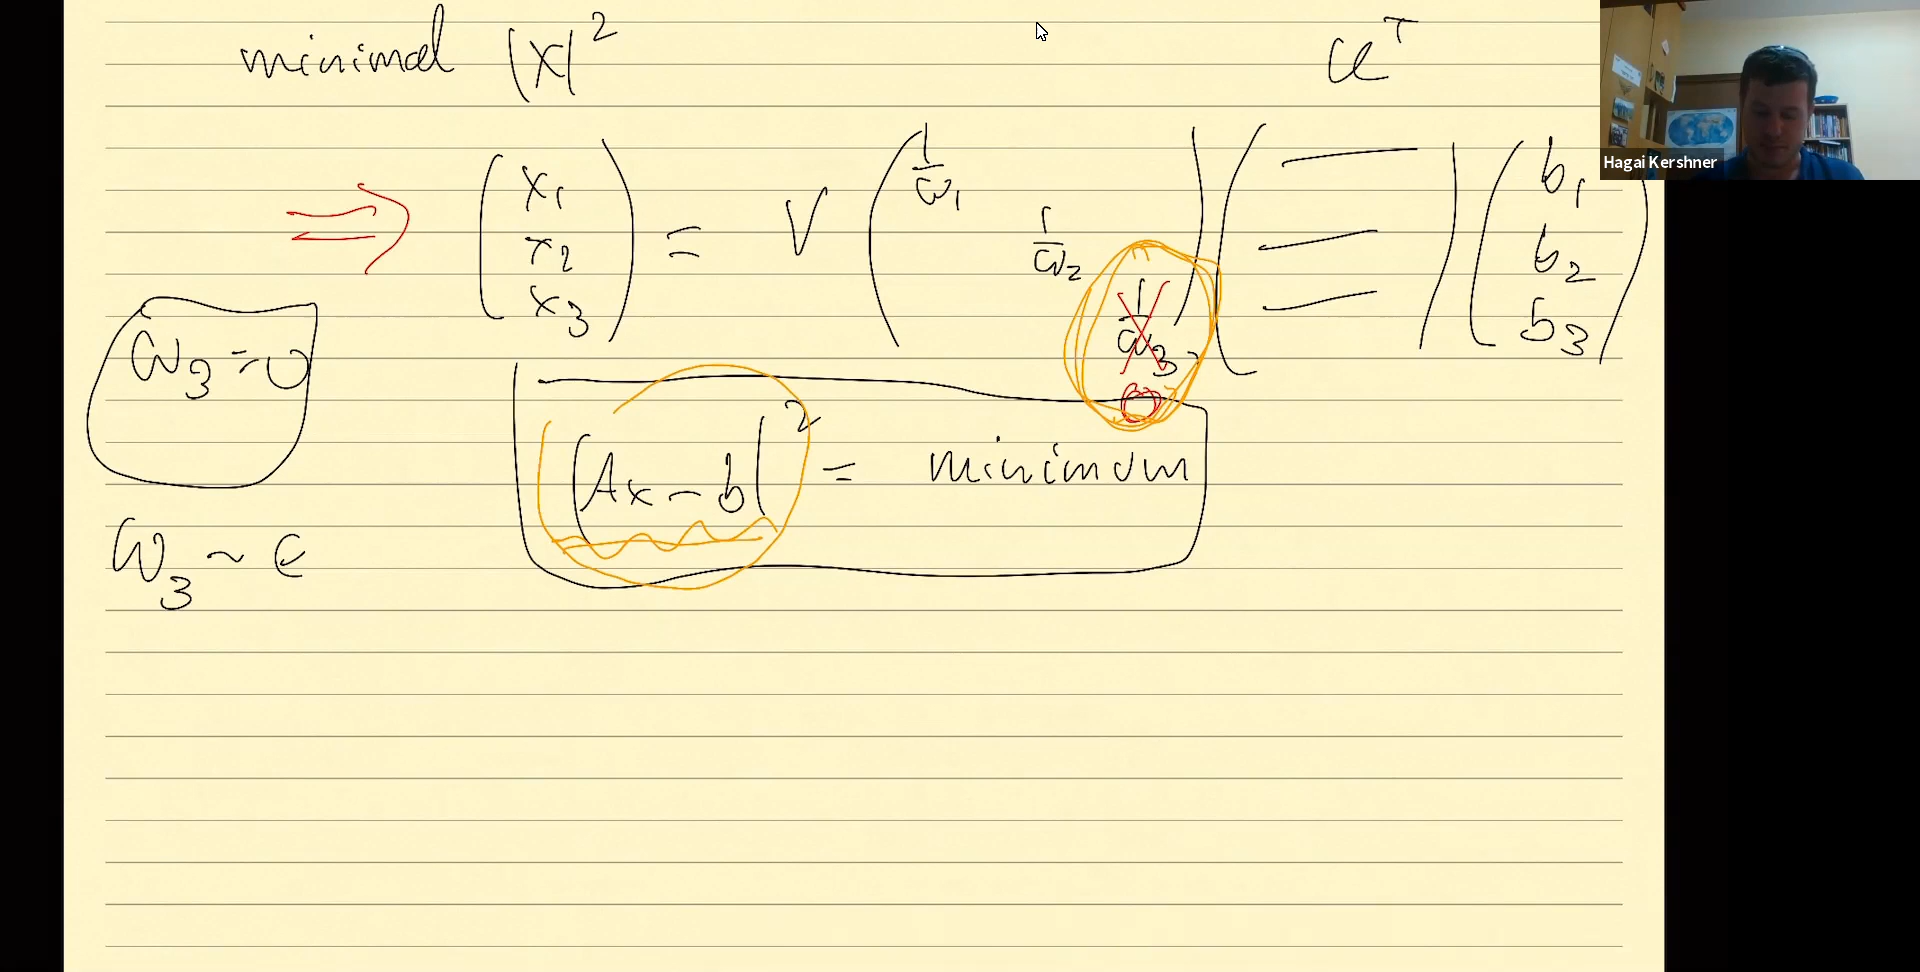 minimal |x|² uᵀ
Hagai Kershner
⇒ (x₁ x₂ x₃) = V (1/ω₁ 1/ω₂ 1/ω₃ 0) (b₁ b₂ b₃)
ω₃ = 0
|Ax - b|² = minimum
ω₃ ~ ϵ